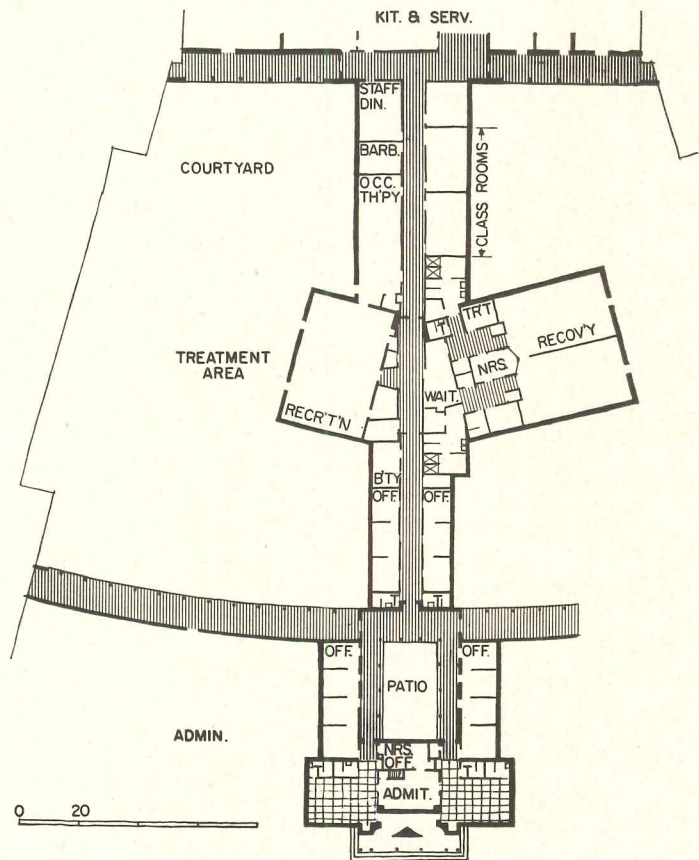 KIT. & SERV.
STAFF
DIN.
BARB.
OCC.
TH'PY
COURTYARD
CLASS ROOMS
TREATMENT
AREA
RECR'T'N
T
TR'T
RECOV'Y
NRS.
WAIT.
B'TY
OFF.
OFF.
T
T
OFF.
OFF.
PATIO
ADMIN.
NRS.
OFF.
T
T
ADMIT.
0 20